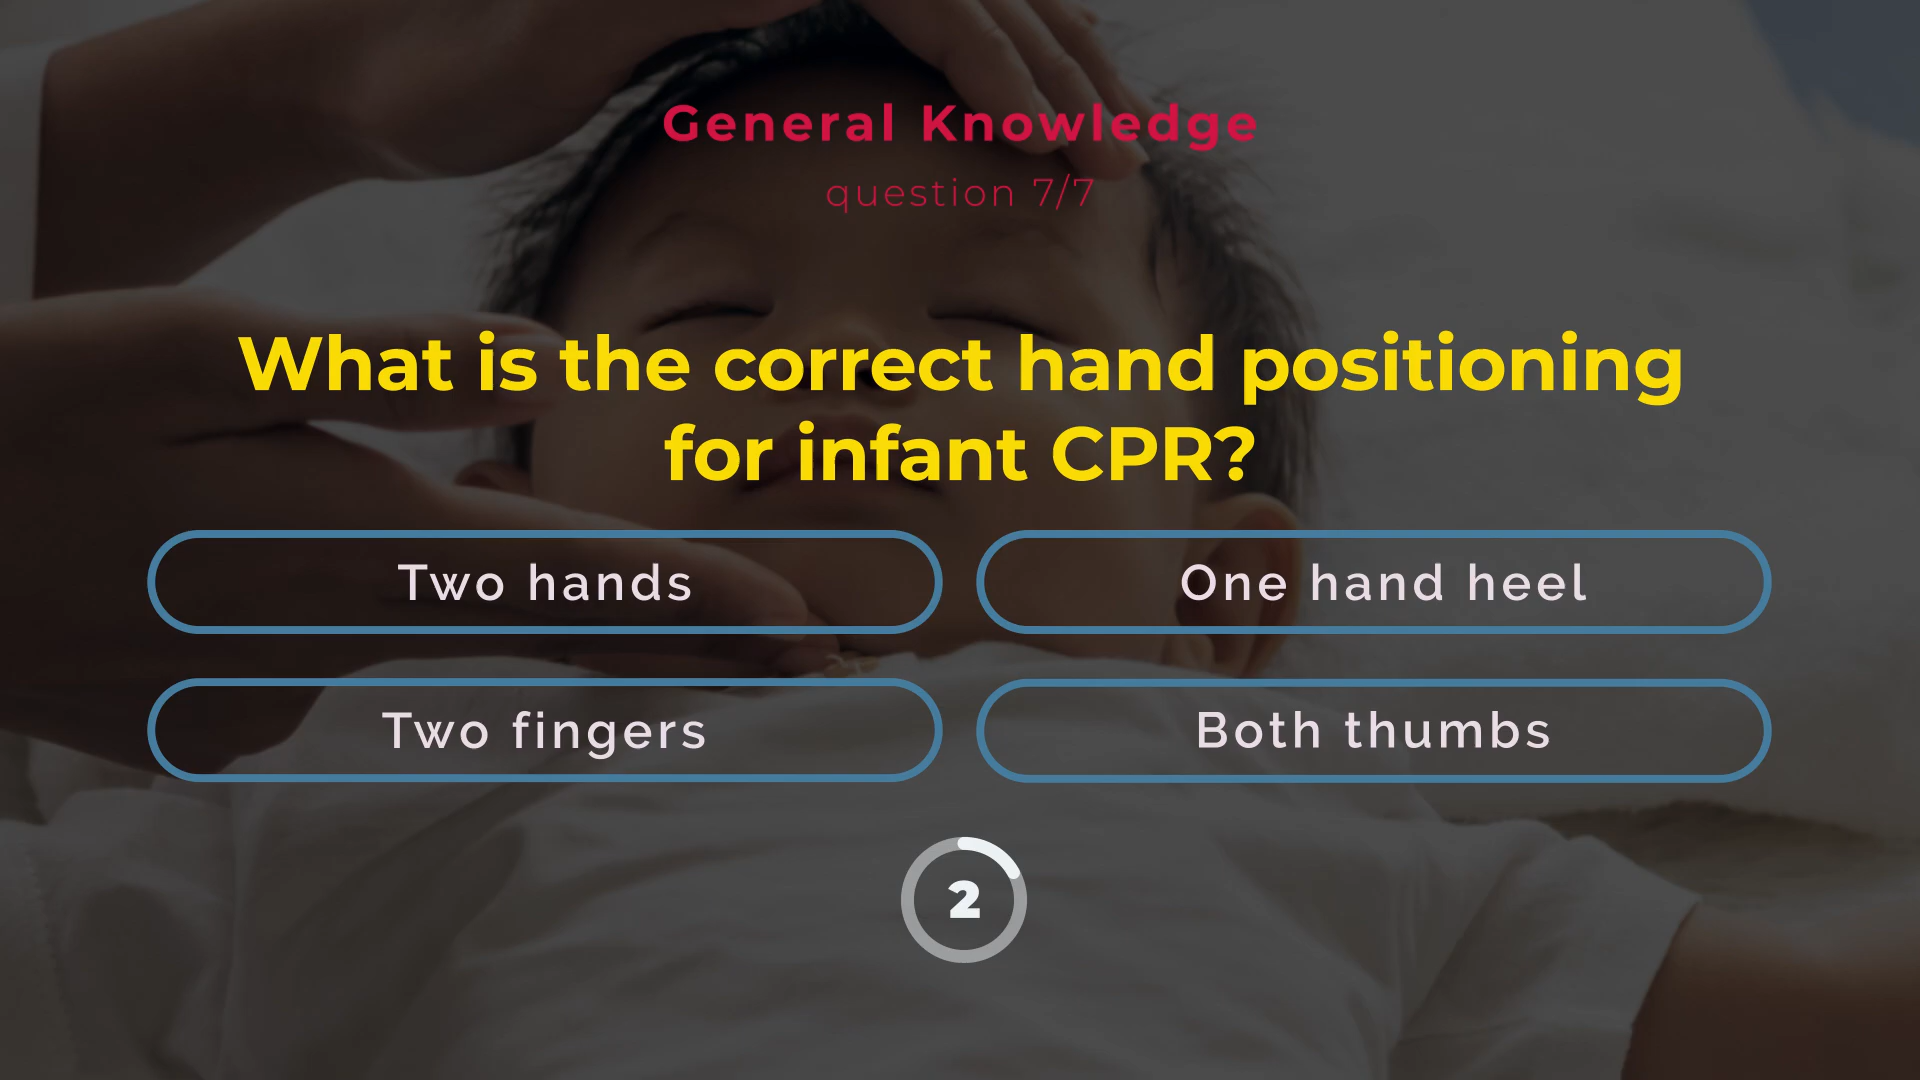 General Knowledge
question 7/7
What is the correct hand positioning
for infant CPR?
Two hands
One hand heel
Two fingers
Both thumbs
2